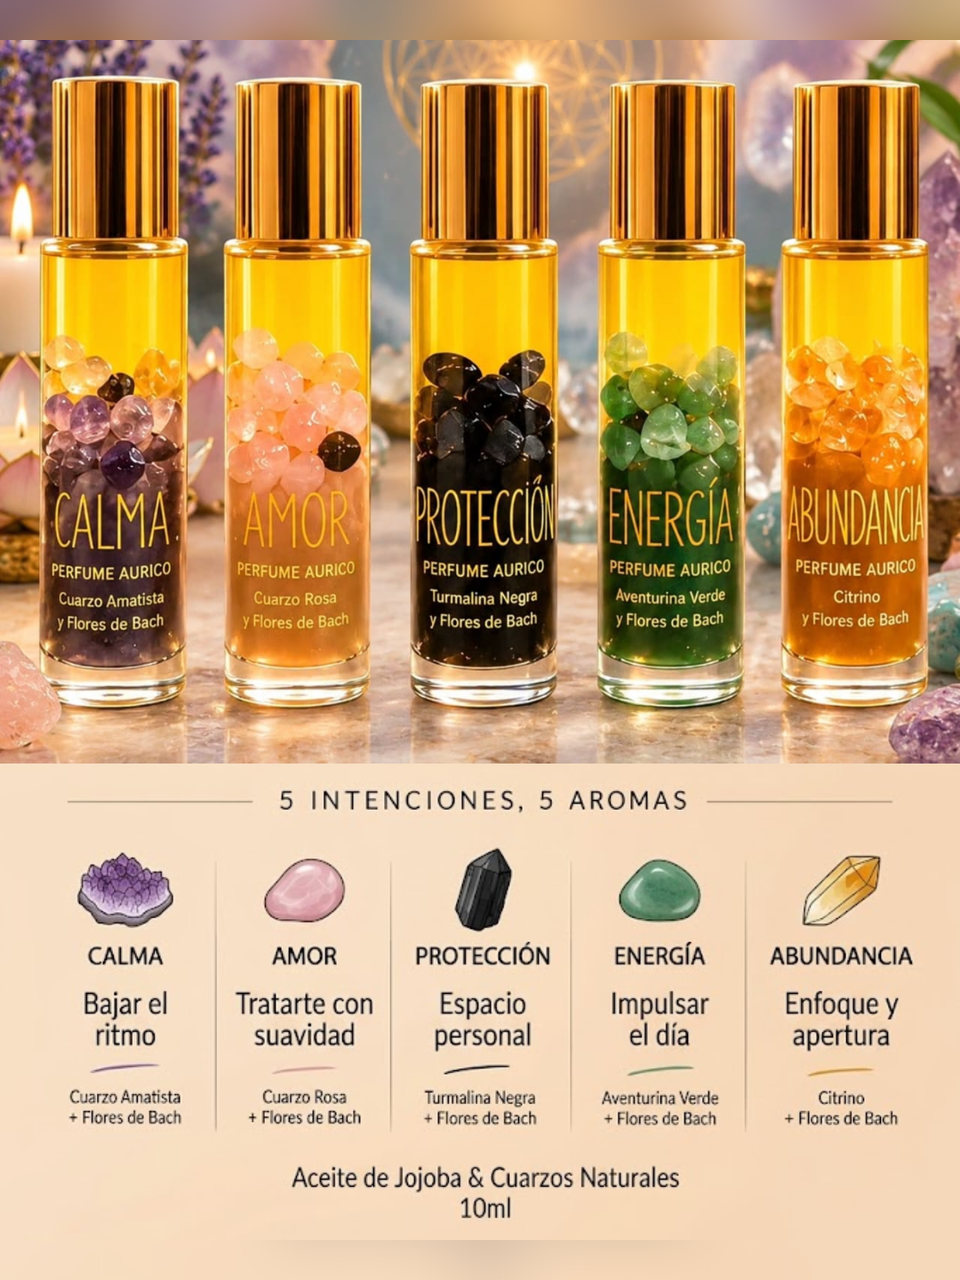 CALMA
PERFUME AURICO
Cuarzo Amatista
y Flores de Bach
AMOR
PERFUME AURICO
Cuarzo Rosa
y Flores de Bach
PROTECCIÓN
PERFUME AURICO
Turmalina Negra
y Flores de Bach
ENERGÍA
PERFUME AURICO
Aventurina Verde
y Flores de Bach
ABUNDANCIA
PERFUME AURICO
Citrino
y Flores de Bach
5 INTENCIONES, 5 AROMAS
CALMA
Bajar el
ritmo
Cuarzo Amatista
+ Flores de Bach
AMOR
Tratarte con
suavidad
Cuarzo Rosa
+ Flores de Bach
PROTECCIÓN
Espacio
personal
Turmalina Negra
+ Flores de Bach
ENERGÍA
Impulsar
el día
Aventurina Verde
+ Flores de Bach
ABUNDANCIA
Enfoque y
apertura
Citrino
+ Flores de Bach
Aceite de Jojoba & Cuarzos Naturales
10ml